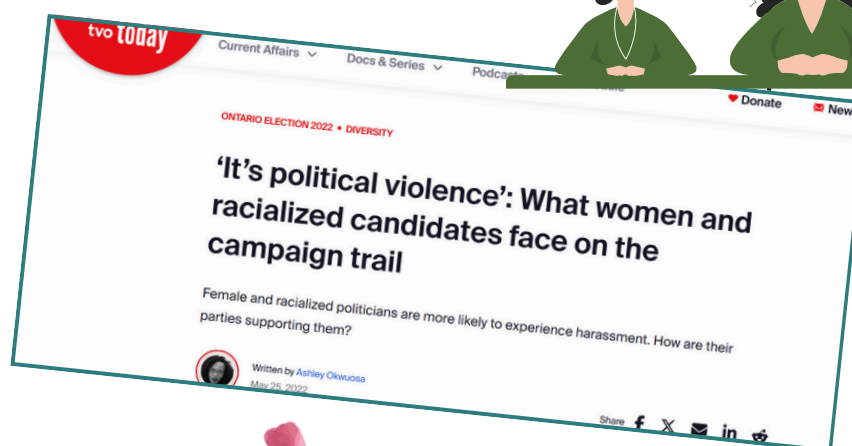 tvo today
Current Affairs
Docs & Series
Podcasts
Donate
New
ONTARIO ELECTION 2022 • DIVERSITY
‘It’s political violence’: What women and
racialized candidates face on the
campaign trail
Female and racialized politicians are more likely to experience harassment. How are their
parties supporting them?
Written by Ashley Okwuosa
May 25, 2022
Share